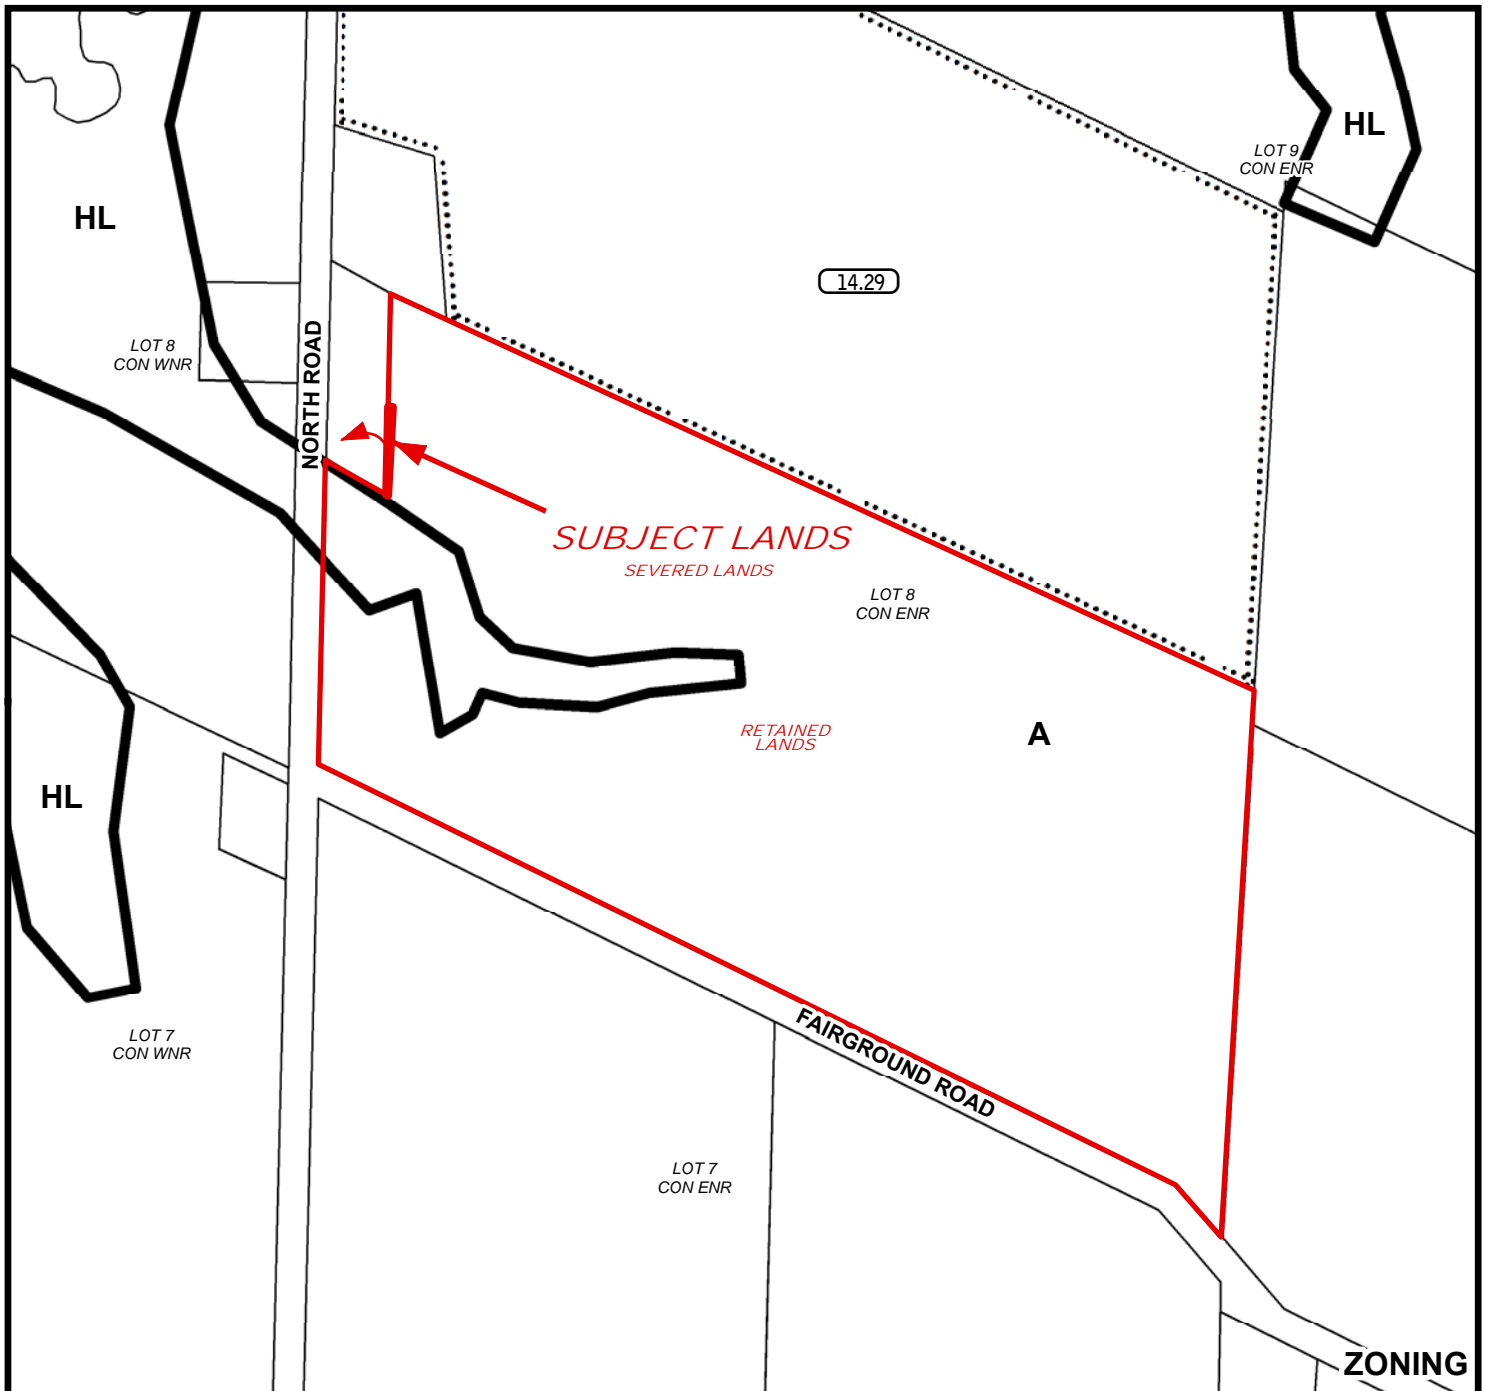 HL
LOT 9
CON ENR
HL
14.29
LOT 8
CON WNR
NORTH ROAD
SUBJECT LANDS
SEVERED LANDS
LOT 8
CON ENR
RETAINED
LANDS
A
HL
FAIRGROUND ROAD
LOT 7
CON WNR
LOT 7
CON ENR
ZONING